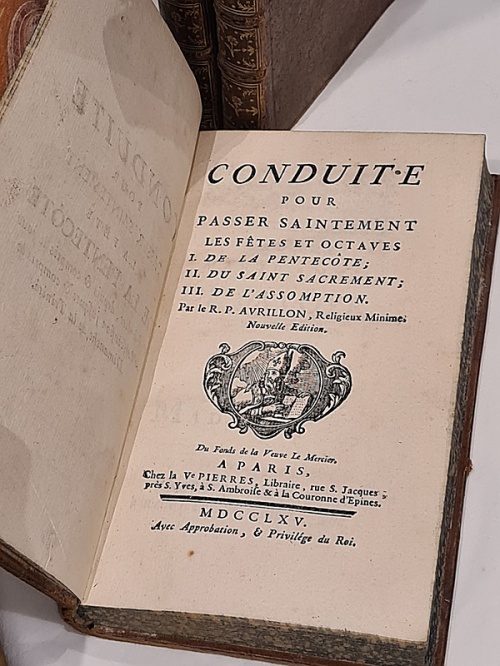 CONDUITE
POUR
PASSER SAINTEMENT
LES FÊTES ET OCTAVES
I. DE LA PENTECÔTE;
II. DU SAINT SACREMENT;
III. DE L'ASSOMPTION.
Par le R. P. AVRILLON, Religieux Minime.
Nouvelle Edition.
Du Fonds de la Veuve Le Mercier.
A PARIS,
Chez la Ve PIERRES, Libraire, rue S. Jacques,
près S. Yves, à S. Ambroise & à la Couronne d'Epines.
MDCCLXV.
Avec Approbation, & Privilége du Roi.